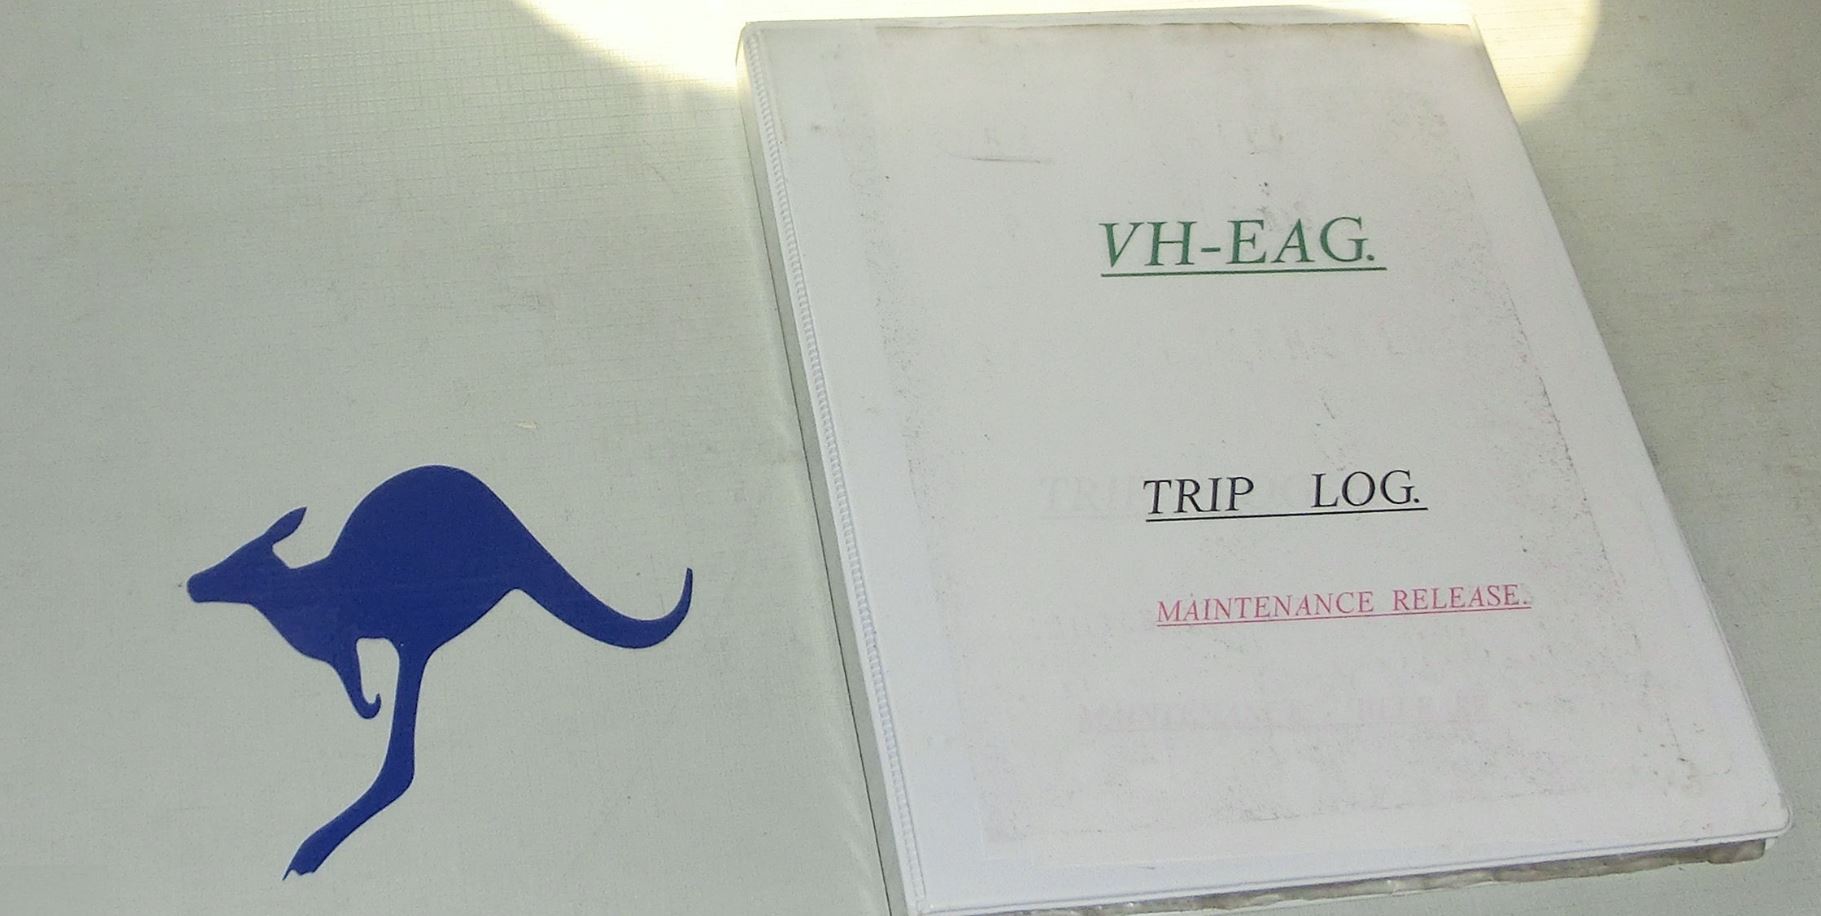 VH-EAG.
TRIP LOG.
MAINTENANCE RELEASE.